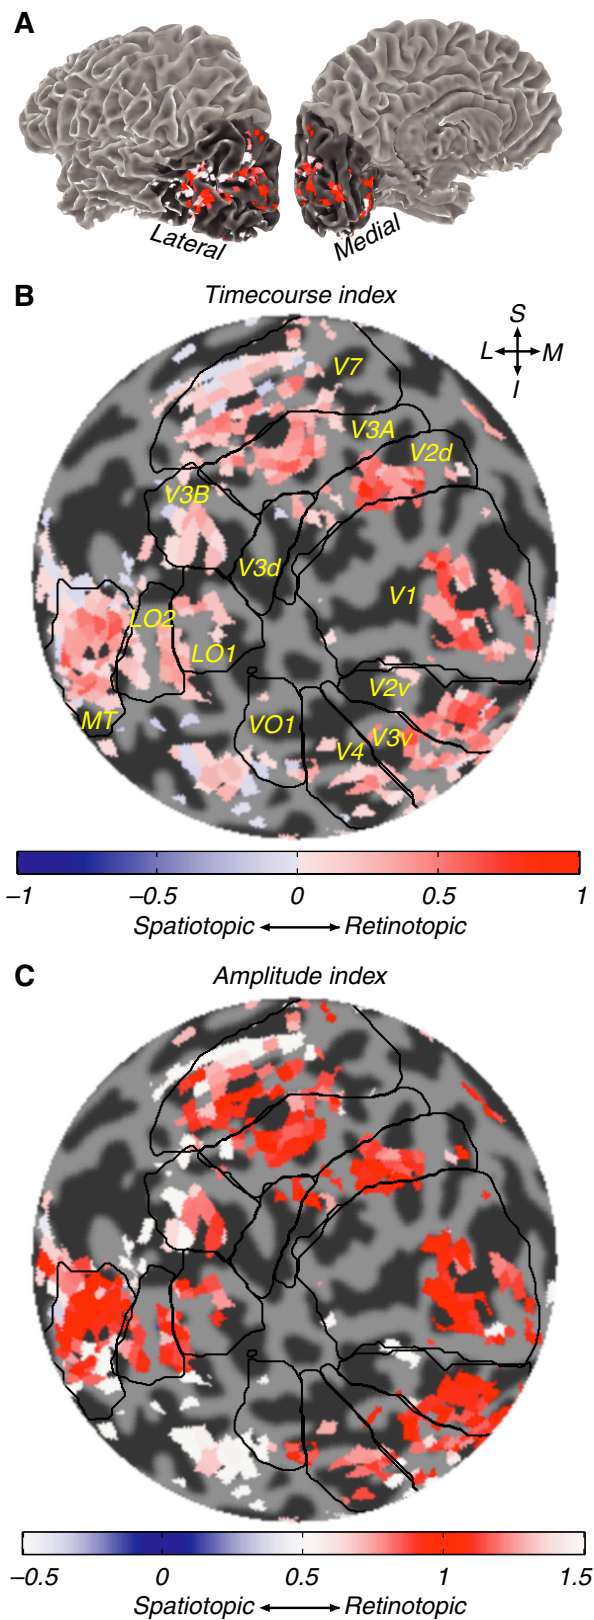 A
Lateral
Medial
B
Timecourse index
S
L M
I
V7
V3A
V2d
V3B
V3d
V1
LO2
LO1
V2v
MT
VO1
V3v
V4
–1 –0.5 0 0.5 1
Spatiotopic Retinotopic
C
Amplitude index
–0.5 0 0.5 1 1.5
Spatiotopic Retinotopic